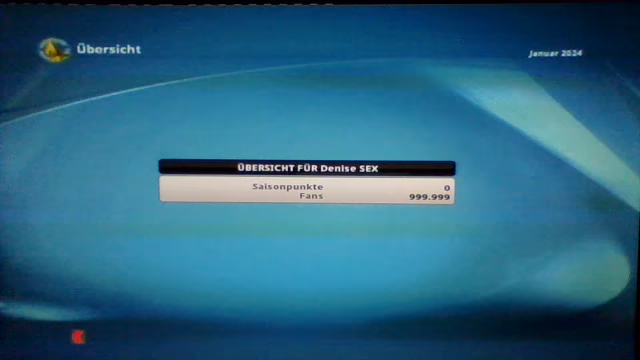 Übersicht
Januar 2024
ÜBERSICHT FÜR Denise SEX
Saisonpunkte 0
Fans 999.999